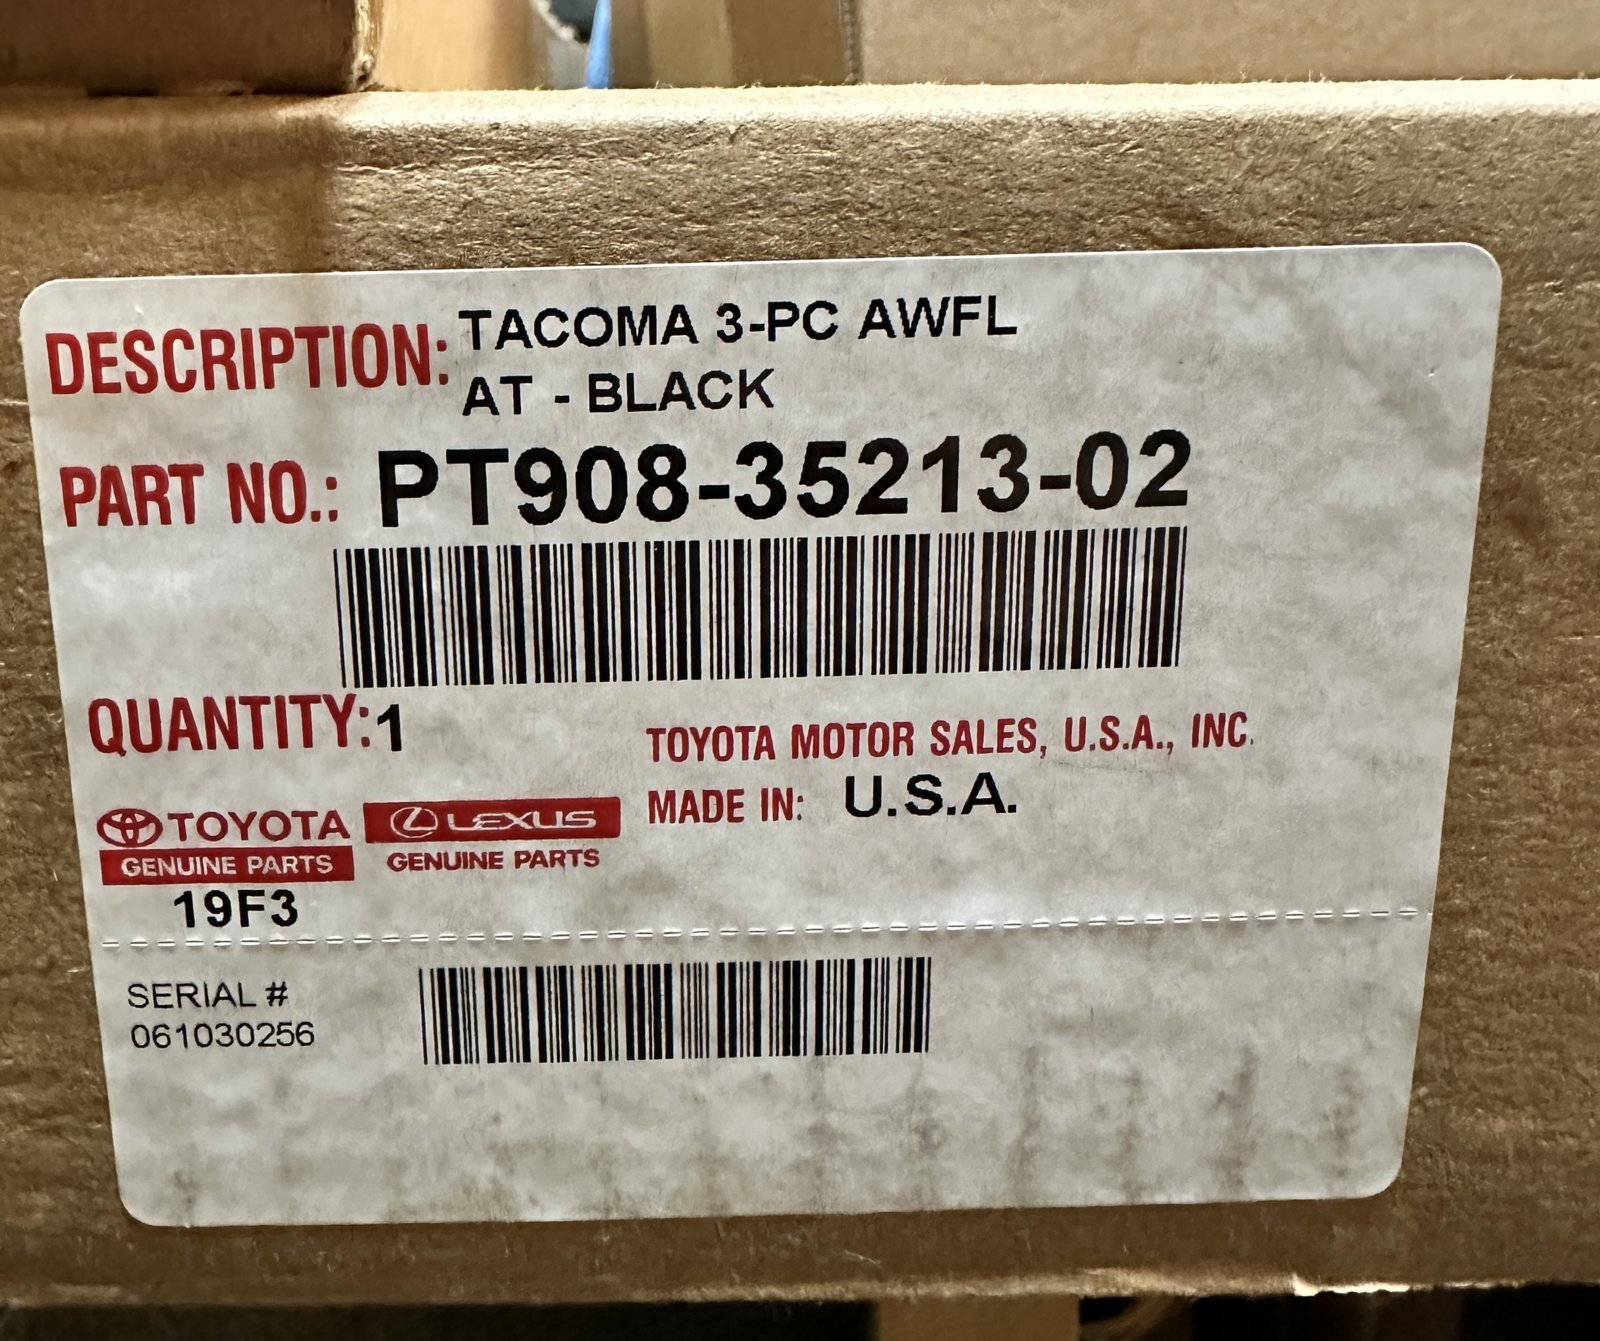 DESCRIPTION: TACOMA 3-PC AWFL
AT - BLACK
PART NO.: PT908-35213-02
QUANTITY: 1
TOYOTA MOTOR SALES, U.S.A., INC.
MADE IN: U.S.A.
TOYOTA
GENUINE PARTS
LEXUS
GENUINE PARTS
19F3
SERIAL #
061030256